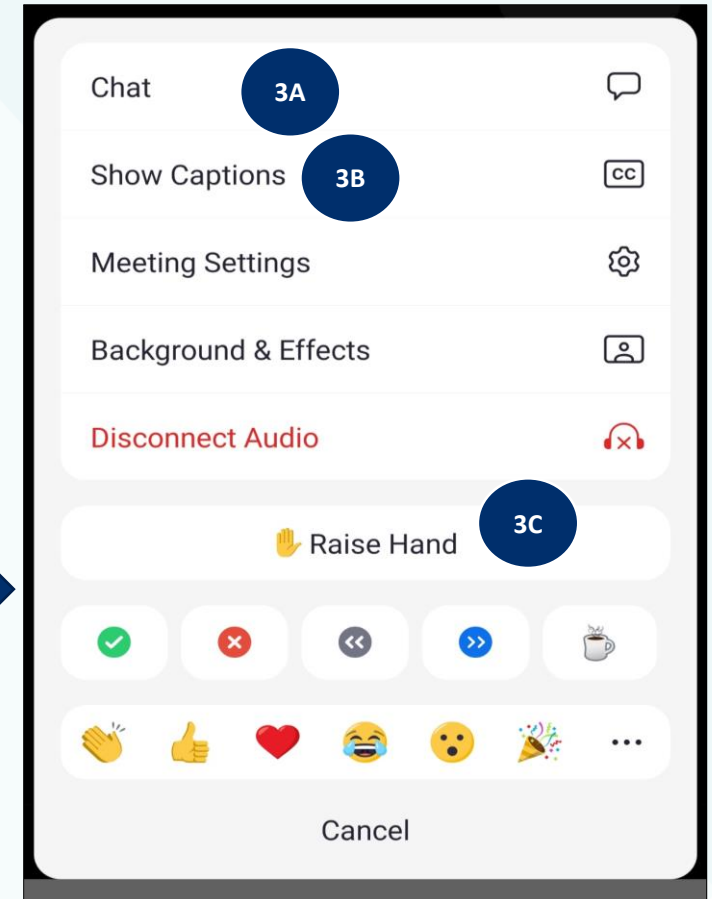 Chat 3A
Show Captions 3B CC
Meeting Settings
Background & Effects
Disconnect Audio
Raise Hand 3C
Cancel